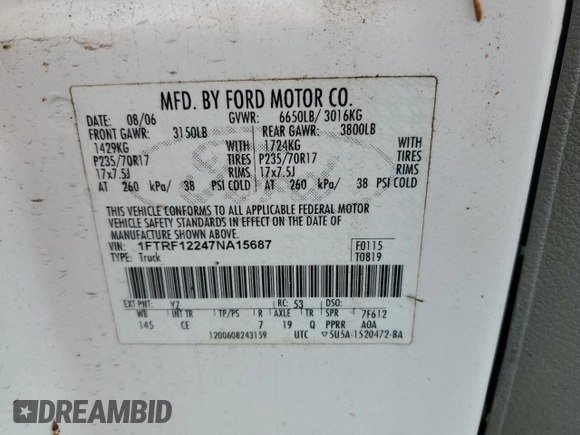 MFD. BY FORD MOTOR CO.
DATE: 08/06 GVWR: 6650LB/ 3016KG
FRONT GAWR: 3150LB REAR GAWR: 3800LB
1429KG WITH 1724KG WITH
P235/70R17 TIRES P235/70R17 TIRES
17x7.5J RIMS 17x7.5J RIMS
AT 260 kPa/ 38 PSI COLD AT 260 kPa/ 38 PSI COLD
THIS VEHICLE CONFORMS TO ALL APPLICABLE FEDERAL MOTOR
VEHICLE SAFETY STANDARDS IN EFFECT ON THE DATE OF
MANUFACTURE SHOWN ABOVE.
VIN: 1FTRF12247NA15687 F0115
TYPE: Truck T0819
EXT PNT: YZ RC: 53 DSO:
WB INT TR TP/PS R AXLE TR SPR 7F612
145 CE 7 19 Q PPRR AOA
1200608243159 UTC ▽5U5A-1520472-BA
DREAMBID